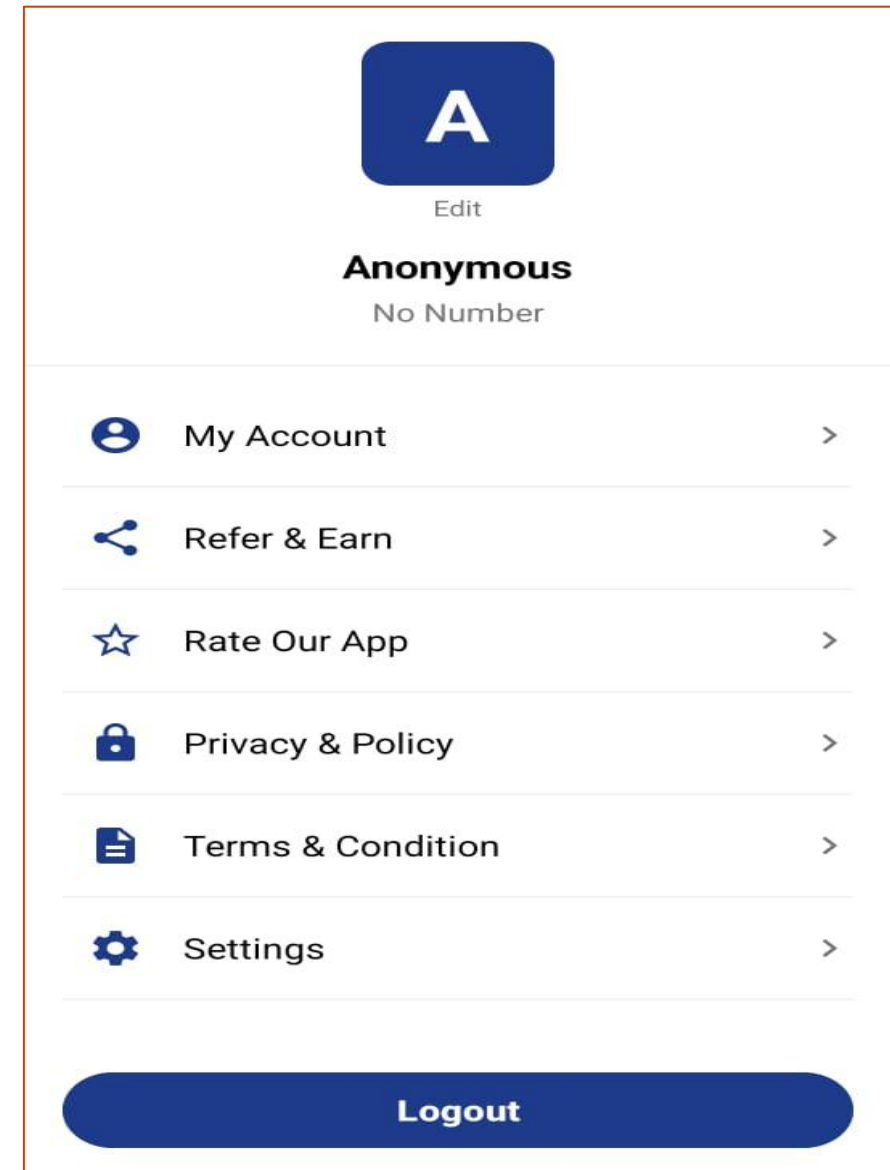 A
Edit
Anonymous
No Number
My Account
Refer & Earn
Rate Our App
Privacy & Policy
Terms & Condition
Settings
Logout